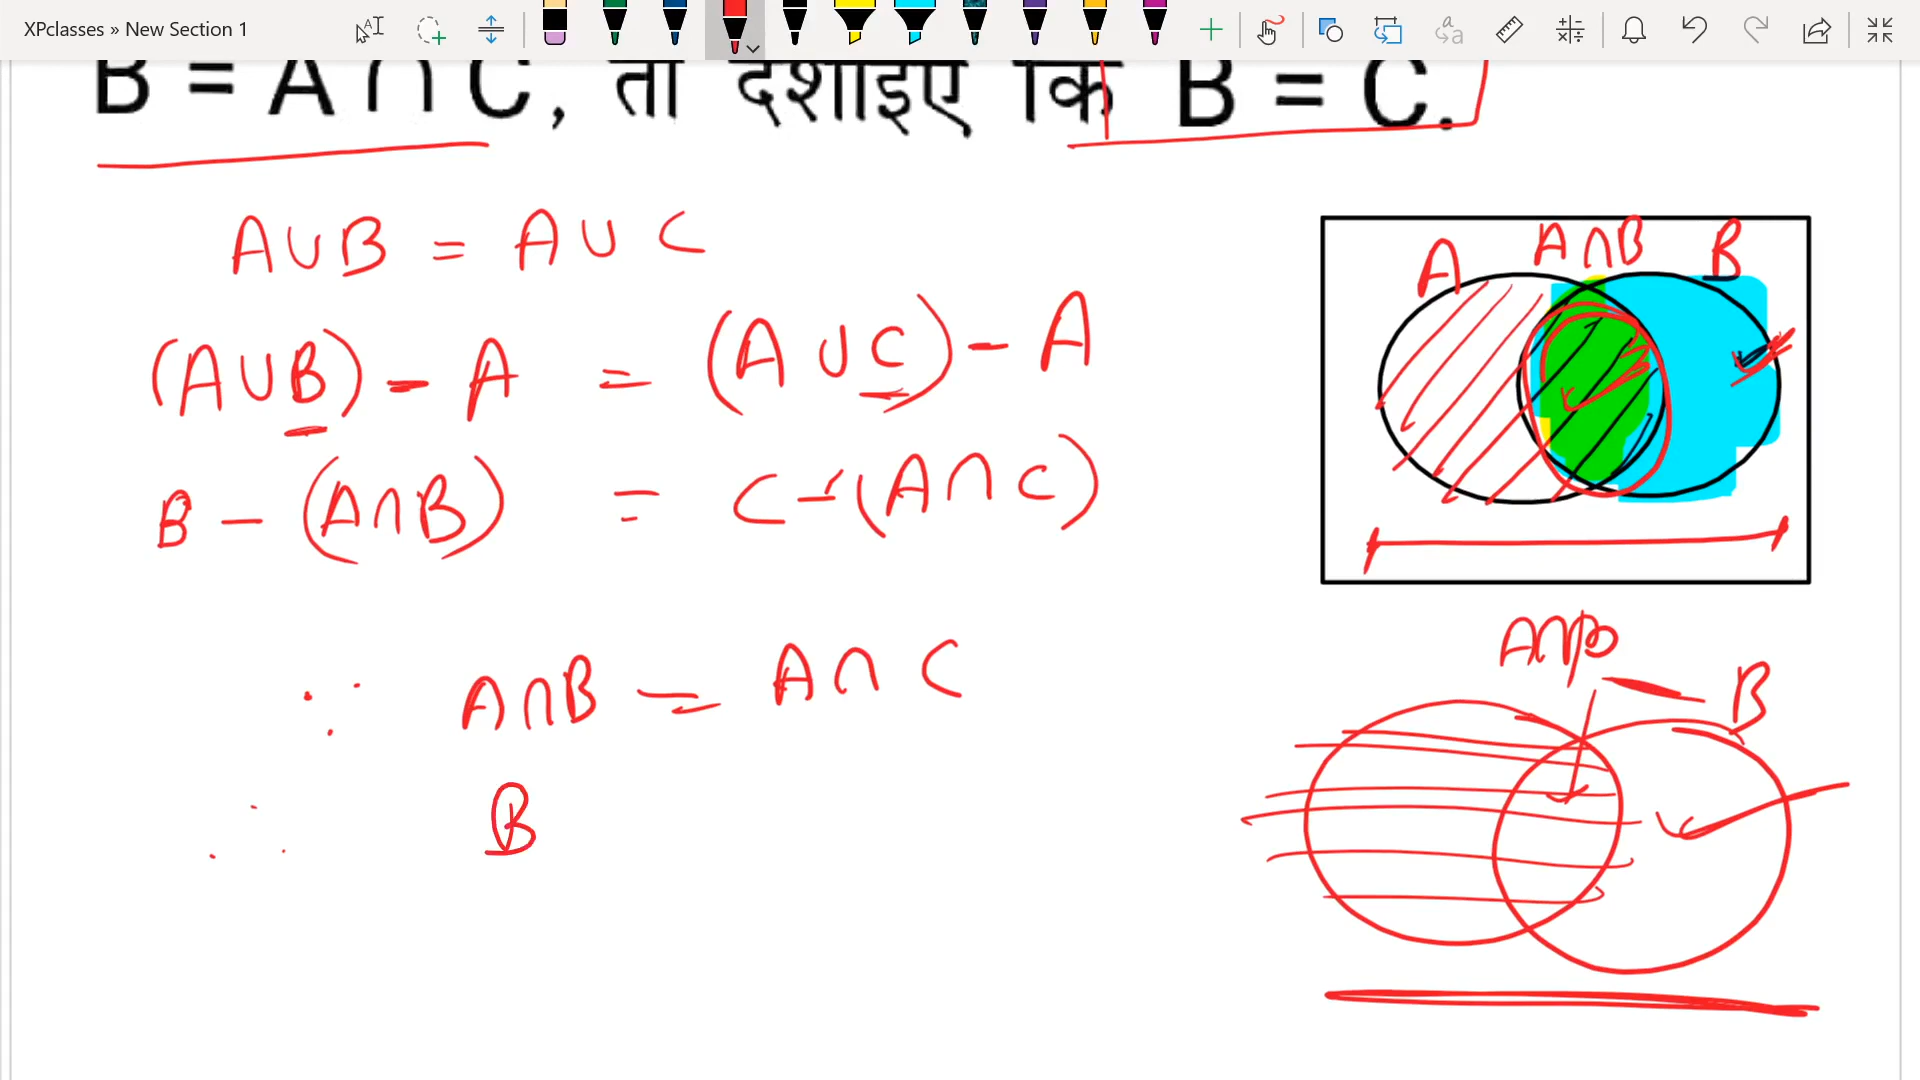 XPclasses » New Section 1
B = A ∩ C, तो दर्शाइए कि B = C.
A∪B = A∪C
(A∪B) - A = (A∪C) - A
B - (A∩B) = C - (A∩C)
∵ A∩B = A∩C
∴ B
A A∩B B
A∩B B